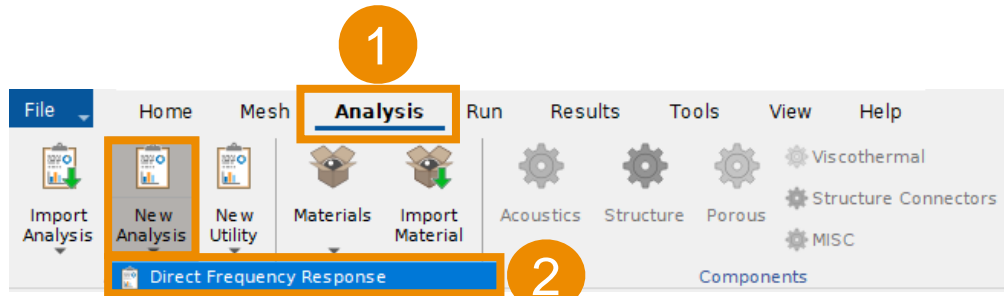 1
File Home Mesh Analysis Run Results Tools View Help
Import Analysis
New Analysis
New Utility
Materials
Import Material
Acoustics
Structure
Porous
Viscothermal
Structure Connectors
MISC
Direct Frequency Response
2
Components